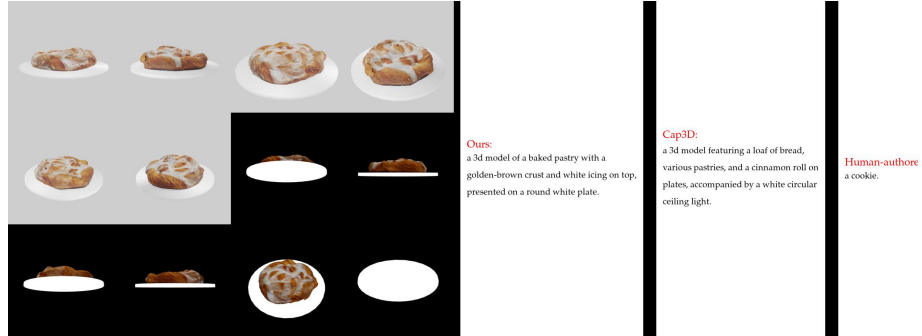 Ours:
a 3d model of a baked pastry with a
golden-brown crust and white icing on top,
presented on a round white plate.
Cap3D:
a 3d model featuring a loaf of bread,
various pastries, and a cinnamon roll on
plates, accompanied by a white circular
ceiling light.
Human-authore
a cookie.